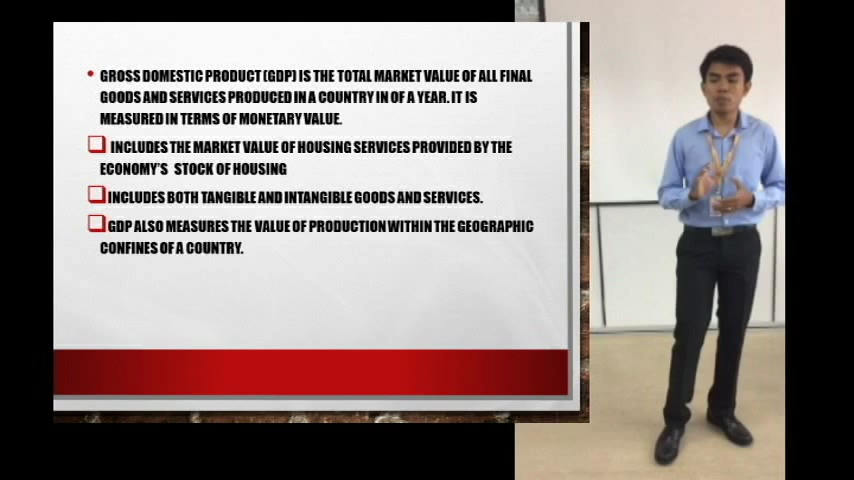 • GROSS DOMESTIC PRODUCT (GDP) IS THE TOTAL MARKET VALUE OF ALL FINAL
GOODS AND SERVICES PRODUCED IN A COUNTRY IN OF A YEAR. IT IS
MEASURED IN TERMS OF MONETARY VALUE.
❑ INCLUDES THE MARKET VALUE OF HOUSING SERVICES PROVIDED BY THE
ECONOMY'S STOCK OF HOUSING
❑ INCLUDES BOTH TANGIBLE AND INTANGIBLE GOODS AND SERVICES.
❑ GDP ALSO MEASURES THE VALUE OF PRODUCTION WITHIN THE GEOGRAPHIC
CONFINES OF A COUNTRY.